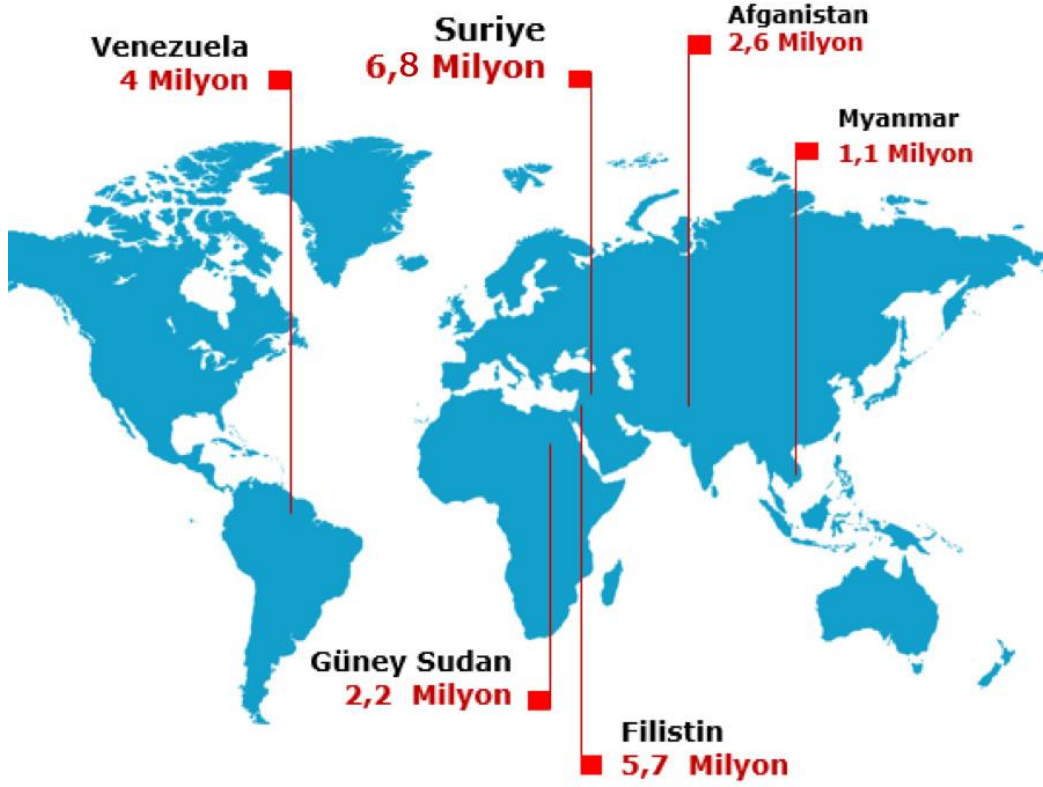 Venezuela
4 Milyon
Suriye
6,8 Milyon
Afganistan
2,6 Milyon
Myanmar
1,1 Milyon
Güney Sudan
2,2 Milyon
Filistin
5,7 Milyon